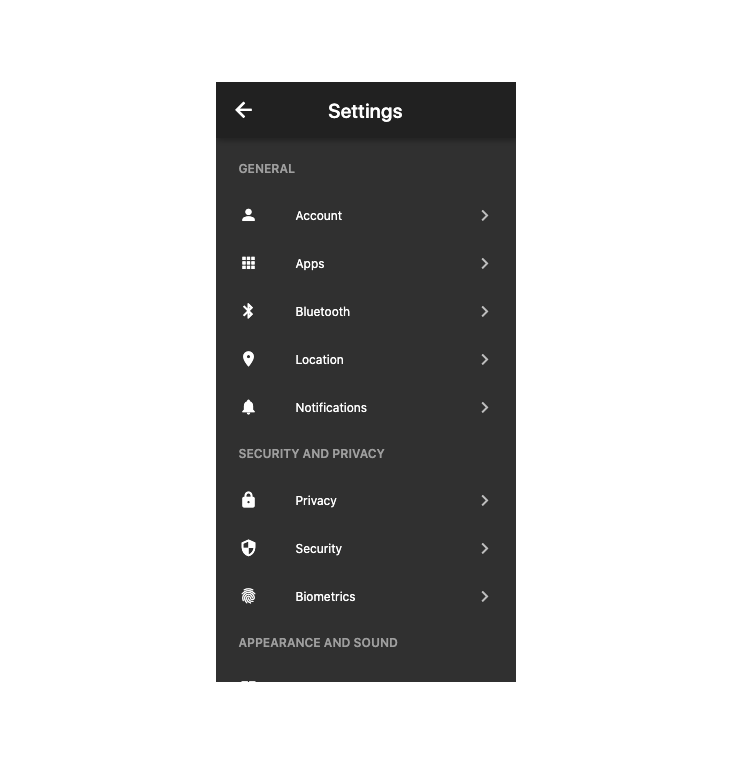 Settings
GENERAL
Account
Apps
Bluetooth
Location
Notifications
SECURITY AND PRIVACY
Privacy
Security
Biometrics
APPEARANCE AND SOUND